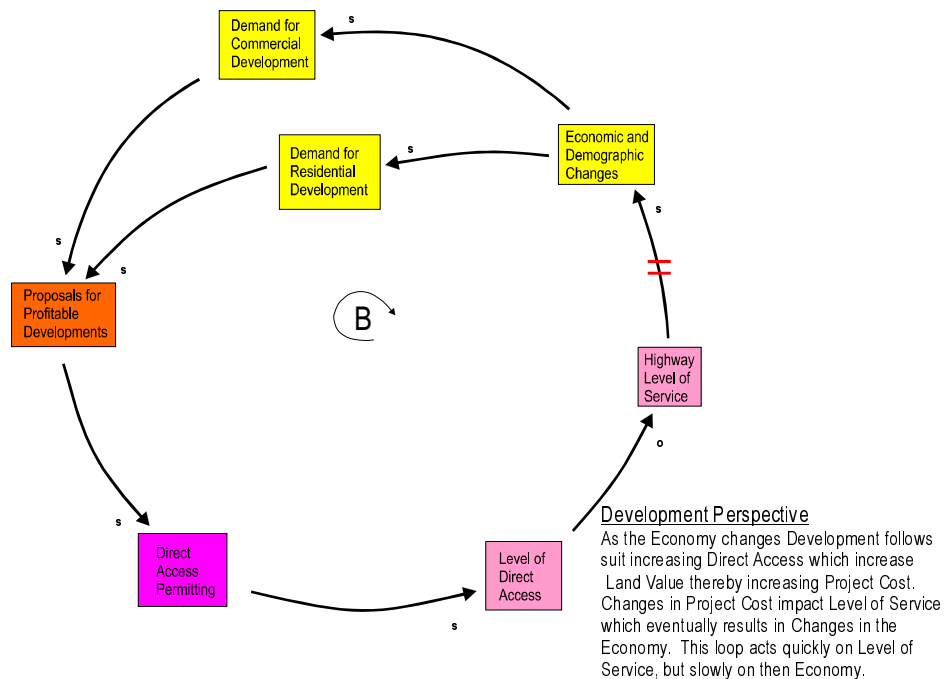 s
Demand for
Commercial
Development
Economic and
Demographic
Changes
s
Demand for
Residential
Development
s
s
s
Proposals for
Profitable
Developments
B
Highway
Level of
Service
o
s
Direct
Access
Permitting
Level of
Direct
Access
s
Development Perspective
As the Economy changes Development follows
suit increasing Direct Access which increase
Land Value thereby increasing Project Cost.
Changes in Project Cost impact Level of Service
which eventually results in Changes in the
Economy. This loop acts quickly on Level of
Service, but slowly on then Economy.